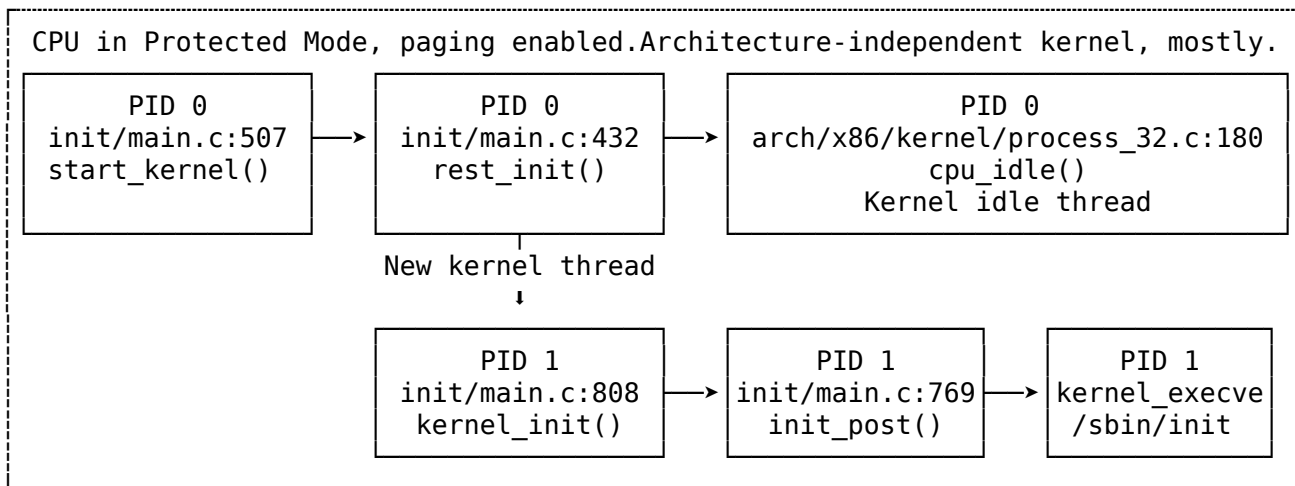 CPU in Protected Mode, paging enabled.Architecture-independent kernel, mostly.
PID 0
init/main.c:507
start_kernel()
PID 0
init/main.c:432
rest_init()
PID 0
arch/x86/kernel/process_32.c:180
cpu_idle()
Kernel idle thread
New kernel thread
PID 1
init/main.c:808
kernel_init()
PID 1
init/main.c:769
init_post()
PID 1
kernel_execve
/sbin/init